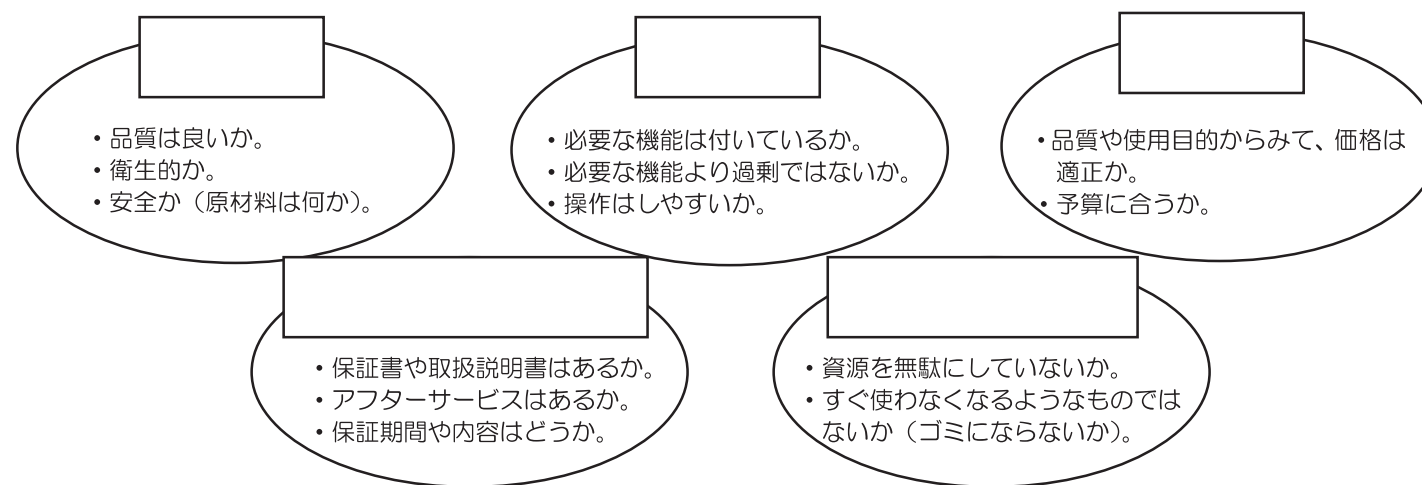 ・品質は良いか。
・衛生的か。
・安全か（原材料は何か）。
・必要な機能は付いているか。
・必要な機能より過剰ではないか。
・操作はしやすいか。
・品質や使用目的からみて、価格は
適正か。
・予算に合うか。
・保証書や取扱説明書はあるか。
・アフターサービスはあるか。
・保証期間や内容はどうか。
・資源を無駄にしていないか。
・すぐ使わなくなるようなものでは
ないか（ゴミにならないか）。